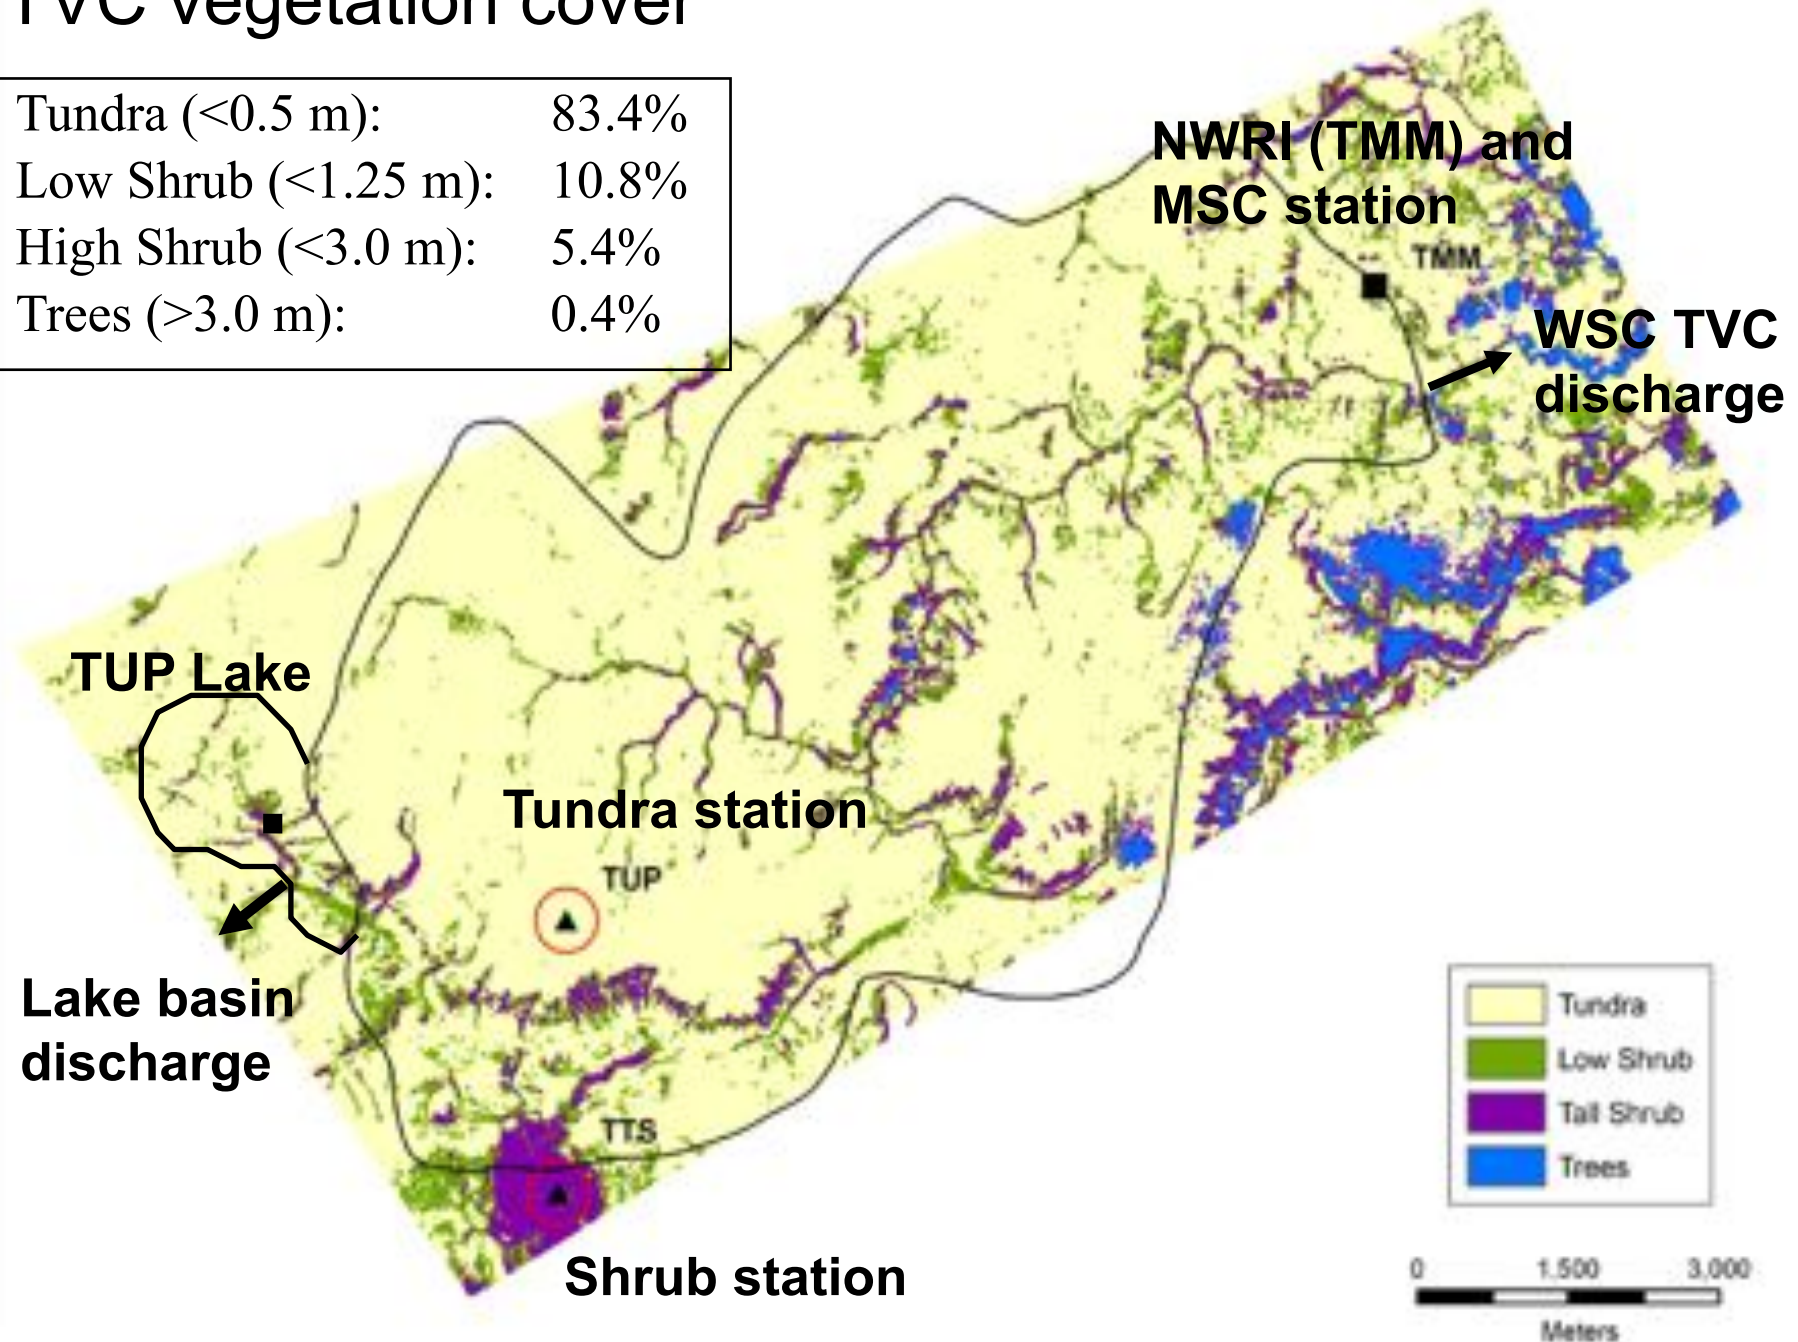 TVC vegetation cover
Tundra (<0.5 m): 83.4%
Low Shrub (<1.25 m): 10.8%
High Shrub (<3.0 m): 5.4%
Trees (>3.0 m): 0.4%
NWRI (TMM) and
MSC station
TMM
WSC TVC
discharge
TUP Lake
Tundra station
TUP
Lake basin
discharge
TTS
Shrub station
Tundra
Low Shrub
Tall Shrub
Trees
0 1,500 3,000
Meters